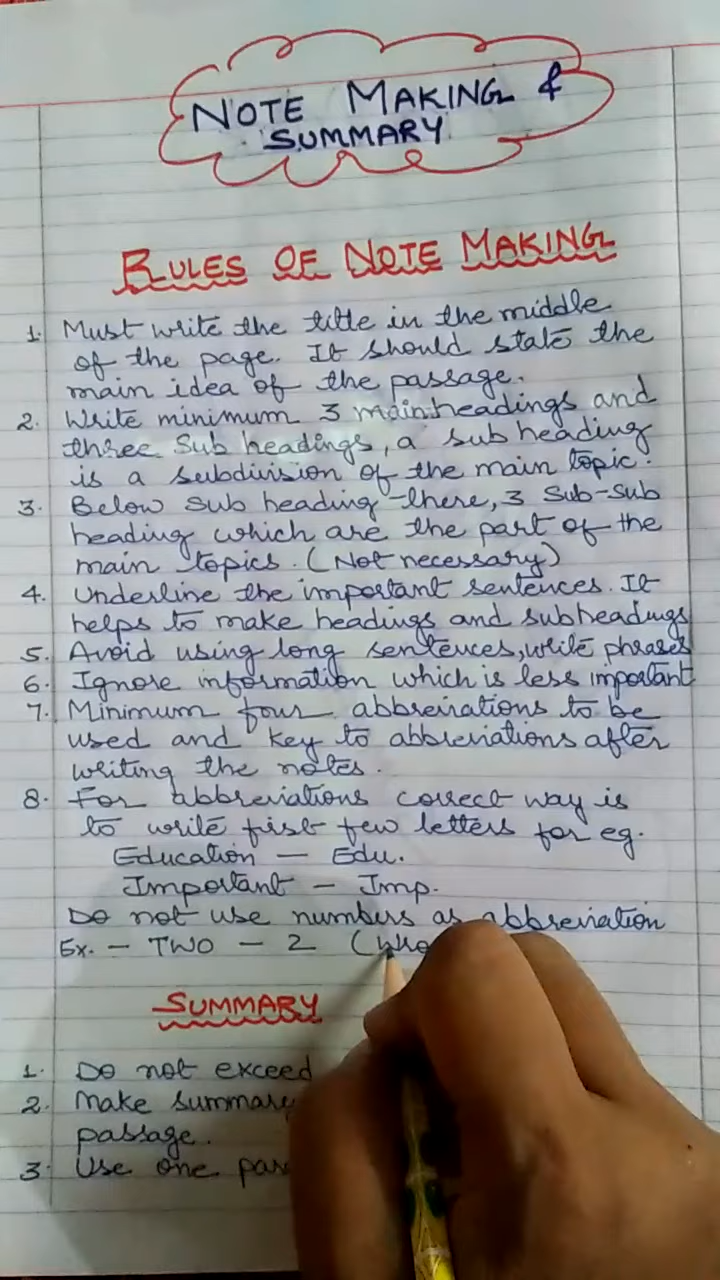 NOTE MAKING &
SUMMARY
RULES OF NOTE MAKING
1. Must write the title in the middle
of the page. It should state the
main idea of the passage.
2. Write minimum 3 main headings and
three Sub headings, a sub heading
is a subdivision of the main topic.
3. Below sub heading there, 3 sub-sub
heading which are the part of the
main topics. (Not necessary)
4. Underline the important sentences. It
helps to make headings and subheadings
5. Avoid using long sentences, write phrases
6. Ignore information which is less important
7. Minimum four abbreviations to be
used and key to abbreviations after
writing the notes.
8. For abbreviations correct way is
to write first few letters for eg.
Education — Edu.
Important — Imp.
Do not use numbers as abbreviation
Ex. — TWO — 2
SUMMARY
1. Do not exceed
2. Make summary
passage.
3. Use one